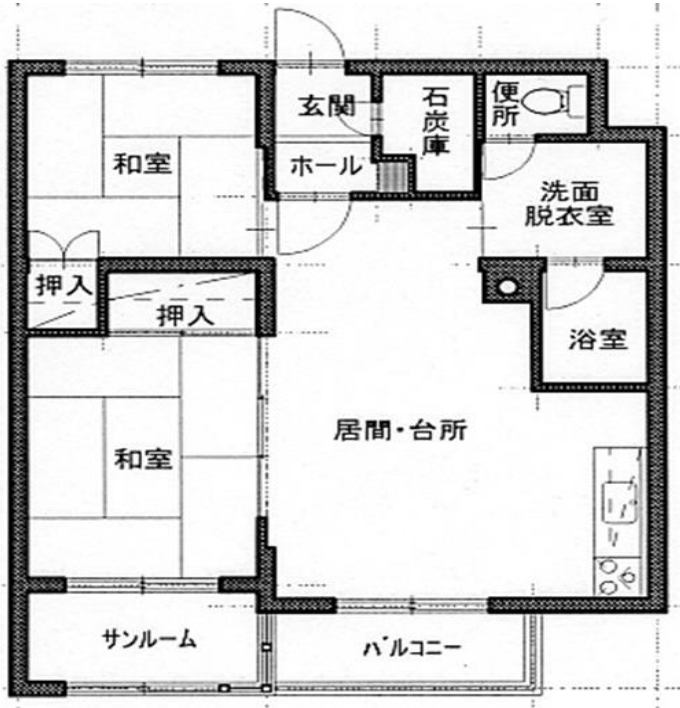 玄関
石炭庫
便所
和室
ホール
洗面
脱衣室
押入
押入
浴室
居間・台所
和室
サンルーム
バルコニー